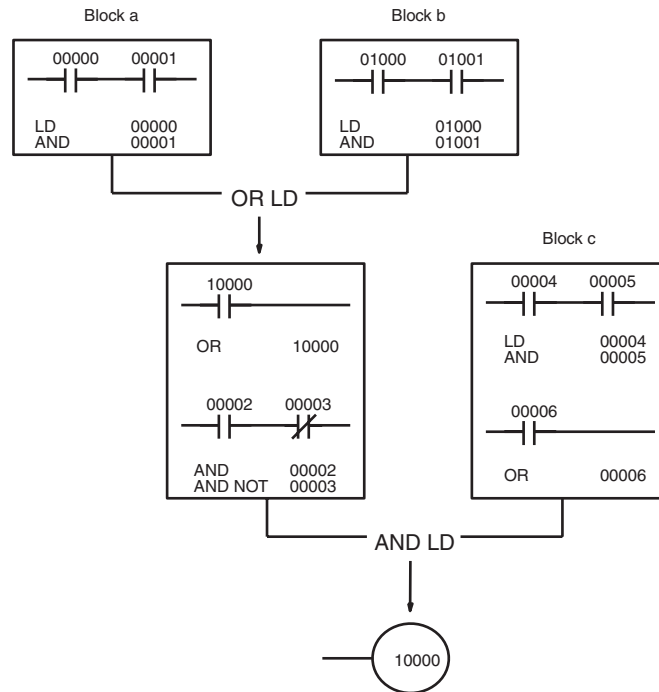 Block a
00000 00001
LD 00000
AND 00001
Block b
01000 01001
LD 01000
AND 01001
OR LD
10000
OR 10000
00002 00003
AND 00002
AND NOT 00003
Block c
00004 00005
LD 00004
AND 00005
00006
OR 00006
AND LD
10000